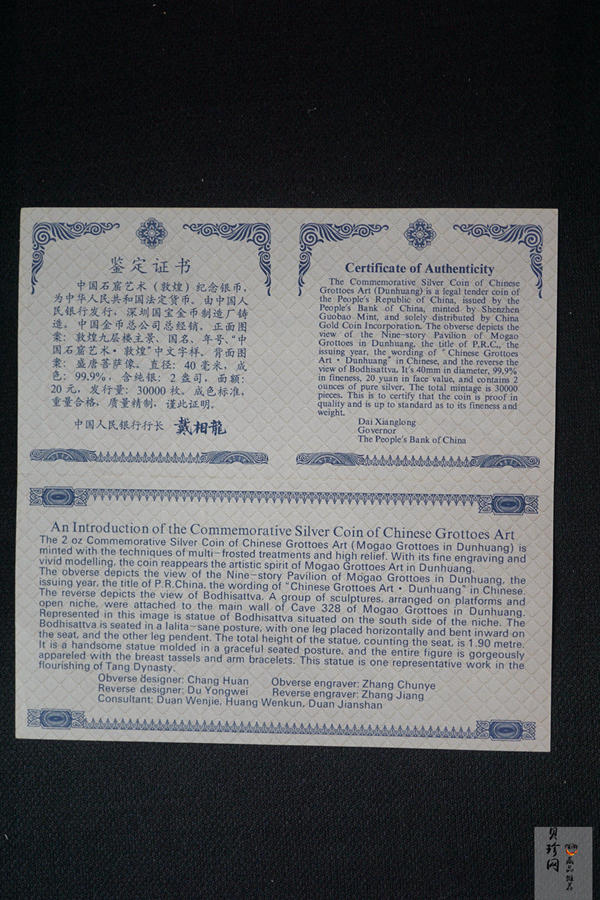 鉴定证书
中国石窟艺术（敦煌）纪念银币，
为中华人民共和国法定货币。由中国人
民银行发行，深圳国宝金币制造厂铸
造。中国金币总公司总经销。正面图
案：敦煌九层楼主景、国名、年号、“中
国石窟艺术·敦煌”中文字样，背面图
案：盛唐菩萨像。直径：40毫米，成
色：99.9%，含纯银：2盎司，面额：
20元，发行量：30000枚。成色标准，
重量合格，质量精制，谨此证明。
中国人民银行行长 戴相龍
Certificate of Authenticity
The Commemorative Silver Coin of Chinese
Grottoes Art (Dunhuang) is a legal tender coin of
the People's Republic of China, issued by the
People's Bank of China, minted by Shenzhen
Guobao Mint, and solely distributed by China
Gold Coin Incorporation. The obverse depicts the
view of the Nine-story Pavilion of Mogao
Grottoes in Dunhuang, the title of P.R.C., the
issuing year, the wording of "Chinese Grottoes
Art · Dunhuang" in Chinese, and the reverse the
view of Bodhisattva. It's 40mm in diameter, 99.9%
in fineness, 20 yuan in face value, and contains 2
ounces of pure silver. The total mintage is 30000
pieces. This is to certify that the coin is proof in
quality and is up to standard as to its fineness and
weight.
Dai Xianglong
Governor
The People's Bank of China
An Introduction of the Commemorative Silver Coin of Chinese Grottoes Art
The 2 oz Commemorative Silver Coin of Chinese Grottoes Art (Mogao Grottoes in Dunhuang) is
minted with the techniques of multi-frosted treatments and high relief. With its fine engraving and
vivid modelling, the coin reappears the artistic spirit of Mogao Grottoes Art in Dunhuang.
The obverse depicts the view of the Nine-story Pavilion of Mogao Grottoes in Dunhuang, the
issuing year, the title of P.R.China, the wording of "Chinese Grottoes Art · Dunhuang" in Chinese.
The reverse depicts the view of Bodhisattva. A group of sculptures, arranged on platforms and
open niche, were attached to the main wall of Cave 328 of Mogao Grottoes in Dunhuang.
Represented in this image is statue of Bodhisattva situated on the south side of the niche. The
Bodhisattva is seated in a lalita-sane posture, with one leg placed horizontally and bent inward on
the seat, and the other leg pendent. The total height of the statue, counting the seat, is 1.90 metre.
It is a handsome statue molded in a graceful seated posture, and the entire figure is gorgeously
appareled with the breast tassels and arm bracelets. This statue is one representative work in the
flourishing of Tang Dynasty.
Obverse designer: Chang Huan Obverse engraver: Zhang Chunye
Reverse designer: Du Yongwei Reverse engraver: Zhang Jiang
Consultant: Duan Wenjie, Huang Wenkun, Duan Jianshan
贝珍网